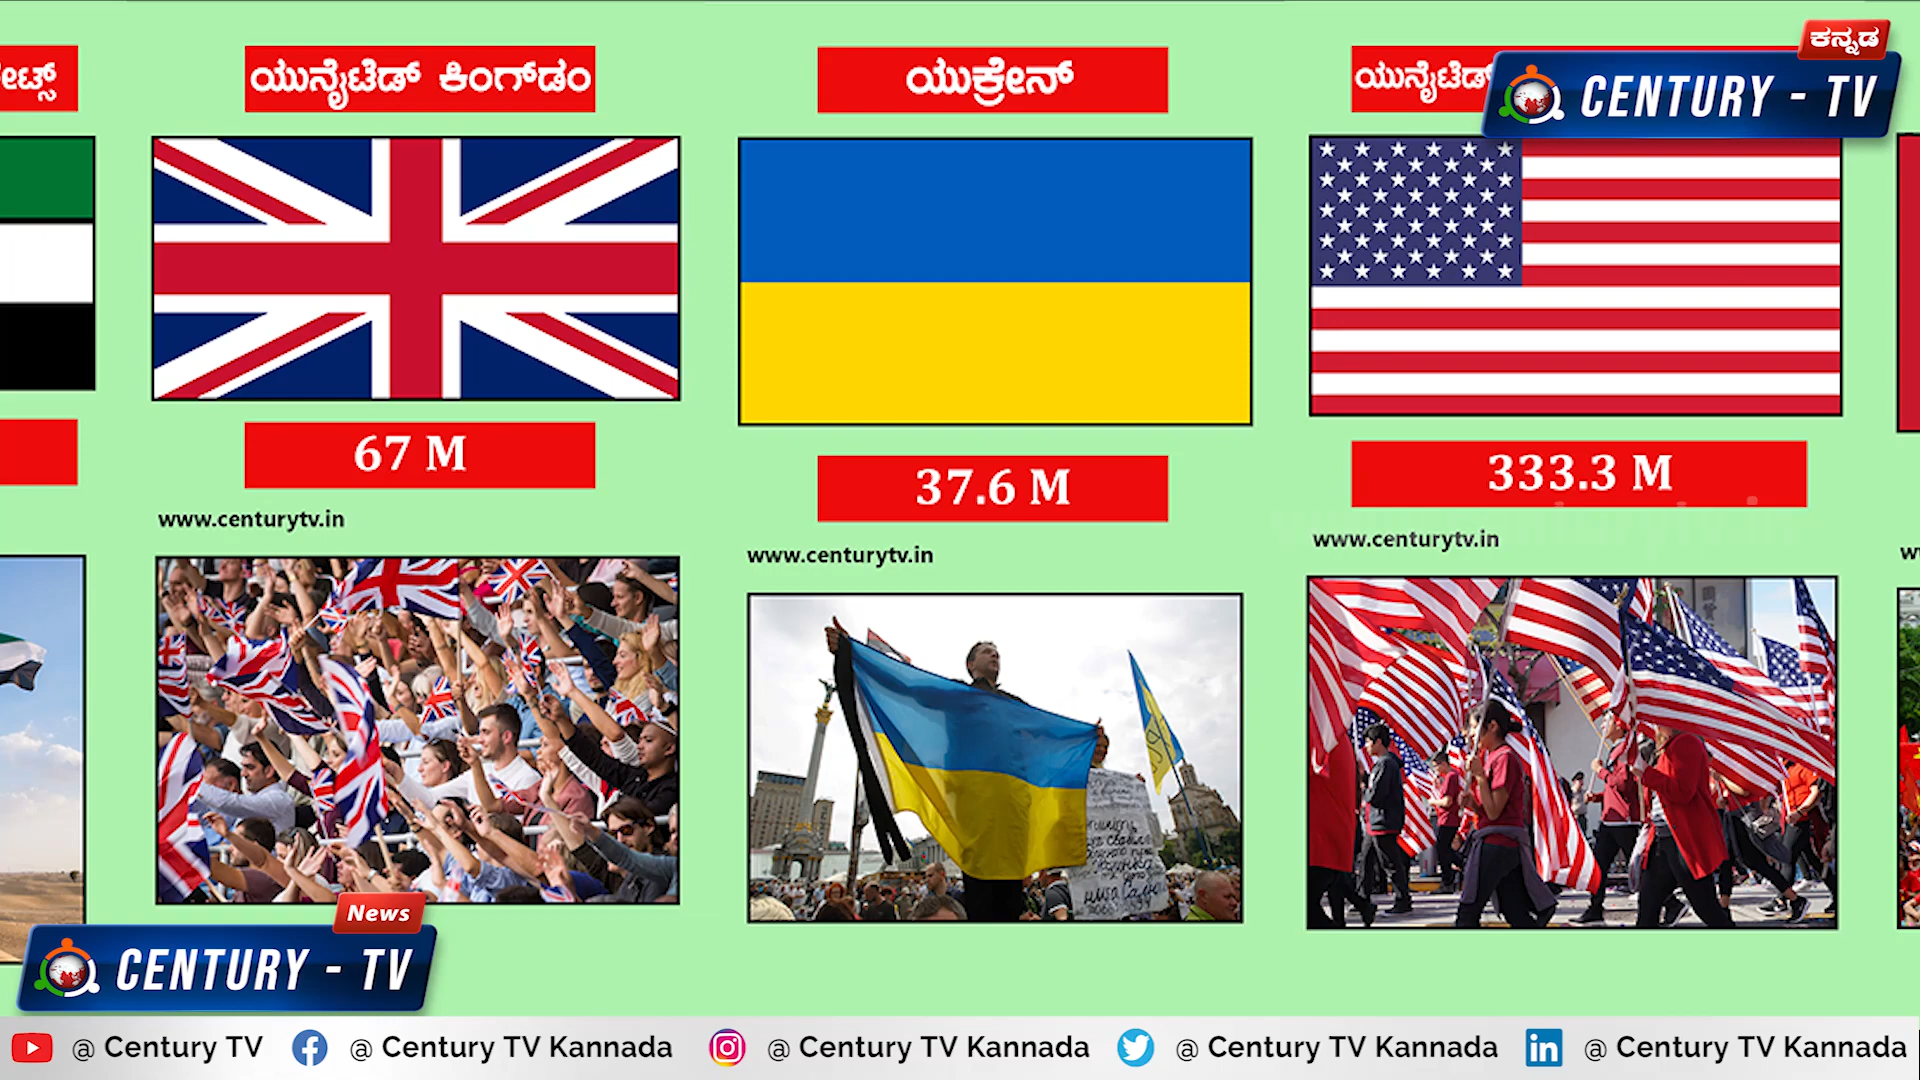 ಕನ್ನಡ
CENTURY - TV
ಯುನೈಟೆಡ್ ಕಿಂಗ್‌ಡಂ
ಯುಕ್ರೇನ್
ಯುನೈಟೆಡ್
67 M
37.6 M
333.3 M
www.centurytv.in
www.centurytv.in
www.centurytv.in
News
CENTURY - TV
@ Century TV
@ Century TV Kannada
@ Century TV Kannada
@ Century TV Kannada
@ Century TV Kannada